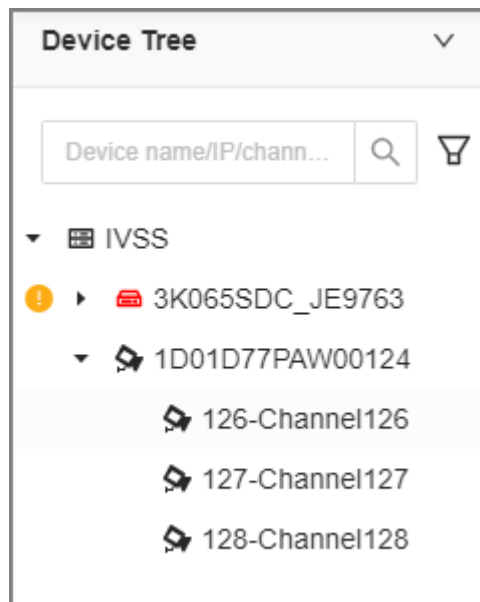 Device Tree
Device name/IP/chann...
IVSS
3K065SDC_JE9763
1D01D77PAW00124
126-Channel126
127-Channel127
128-Channel128